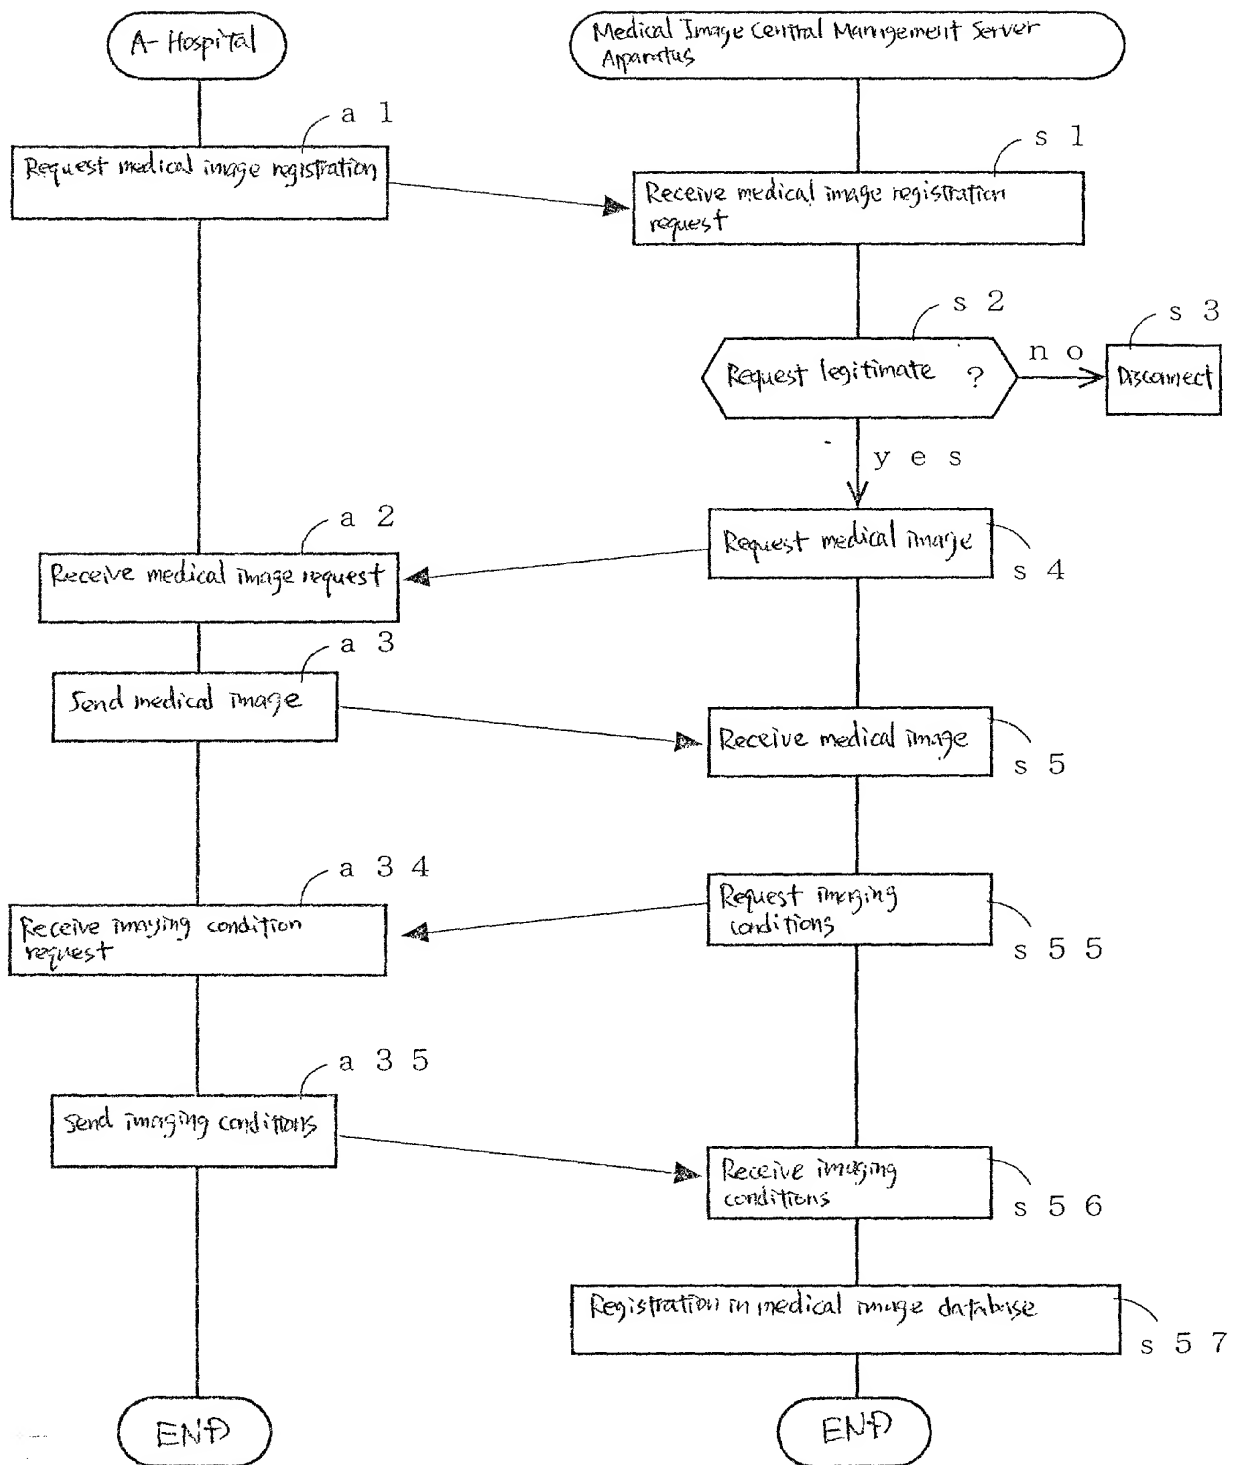 A-Hospital
Medical Image Central Management Server
Apparatus
a 1
Request medical image registration
s 1
Receive medical image registration
request
s 2
Request legitimate ?
n o
s 3
Disconnect
y e s
a 2
Receive medical image request
Request medical image
s 4
a 3
Send medical image
Receive medical image
s 5
a 3 4
Receive imaging condition
request
Request imaging
conditions
s 5 5
a 3 5
Send imaging conditions
Receive imaging
conditions
s 5 6
Registration in medical image database
s 5 7
END
END